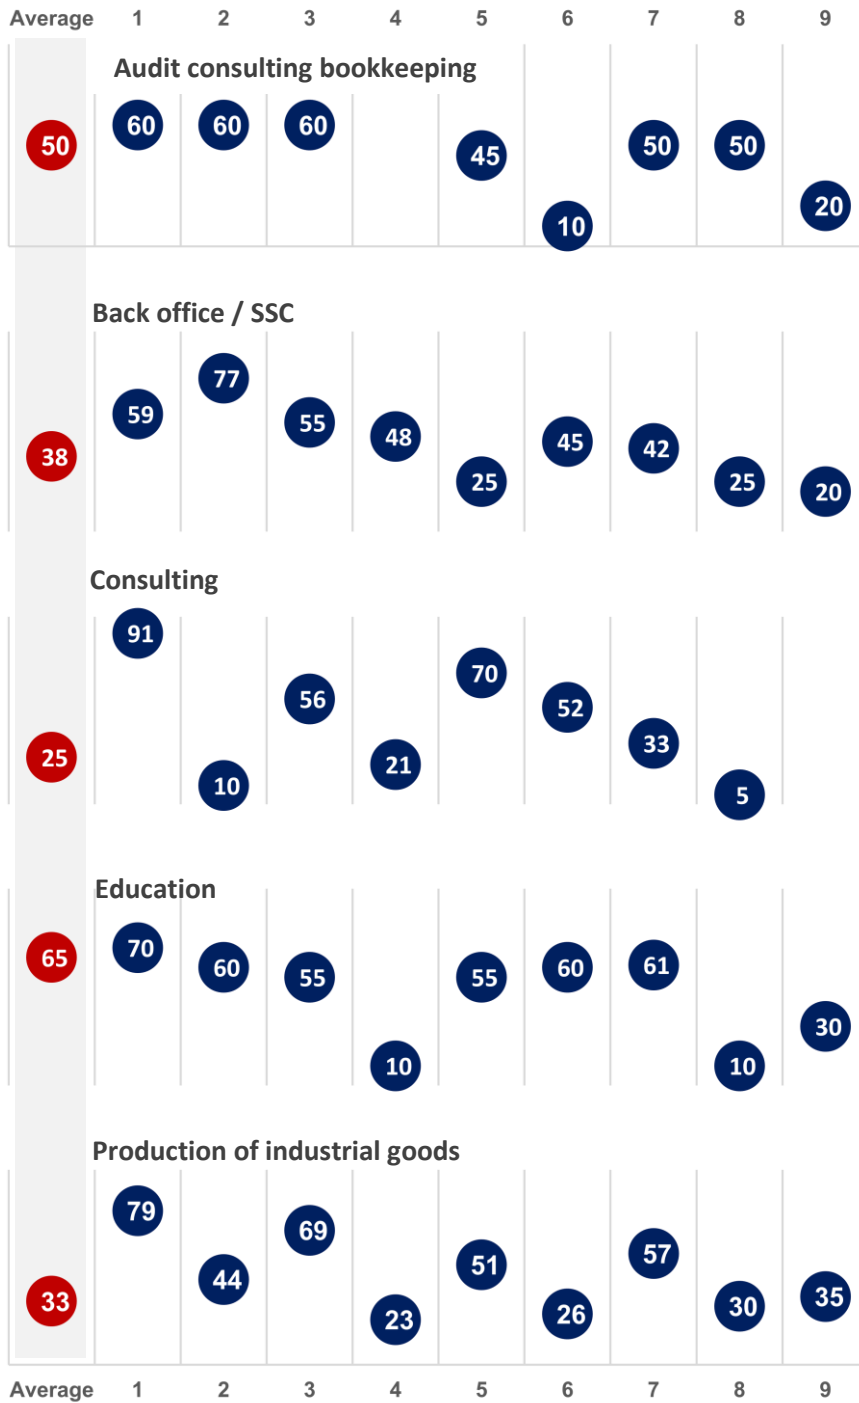 Average 1 2 3 4 5 6 7 8 9
Audit consulting bookkeeping
50 60 60 60 45 10 50 50 20
Back office / SSC
38 59 77 55 48 25 45 42 25 20
Consulting
25 91 10 56 21 70 52 33 5
Education
65 70 60 55 10 55 60 61 10 30
Production of industrial goods
33 79 44 69 23 51 26 57 30 35
Average 1 2 3 4 5 6 7 8 9